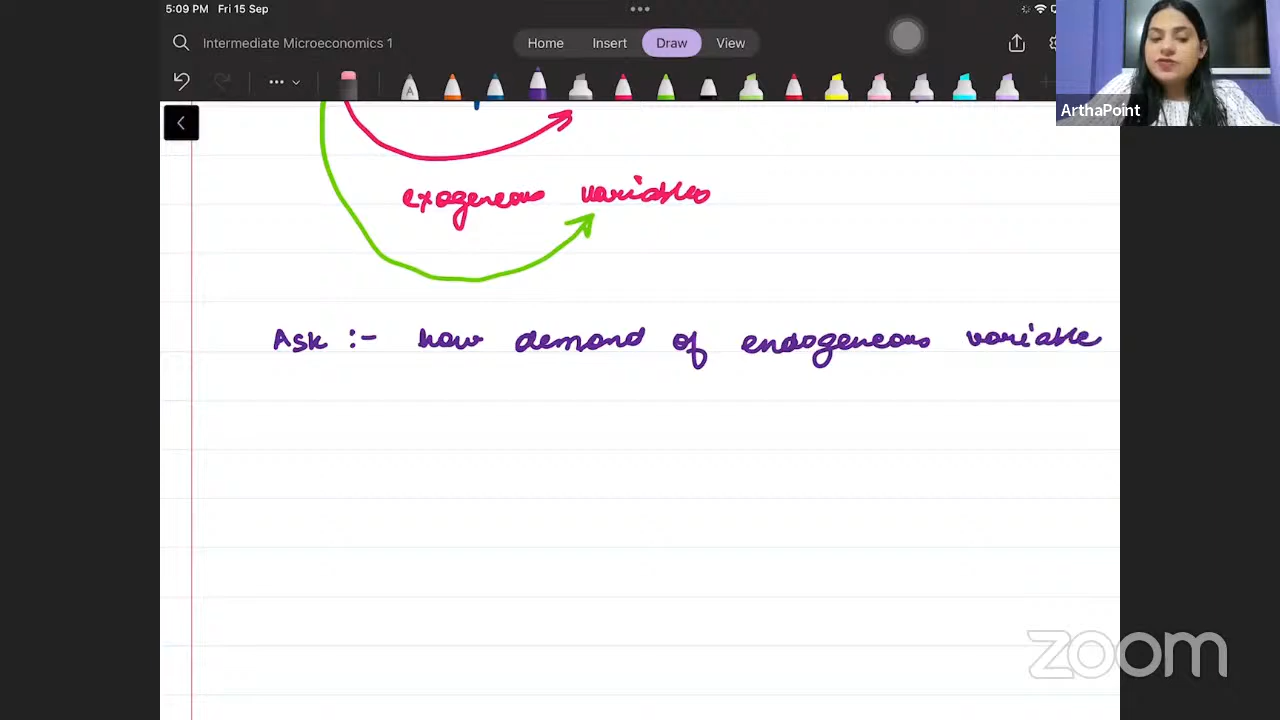 5:09 PM Fri 15 Sep
Intermediate Microeconomics 1 Home Insert Draw View
A
ArthaPoint
exogeneous variables
Ask :- how demand of endogeneous variable
zoom